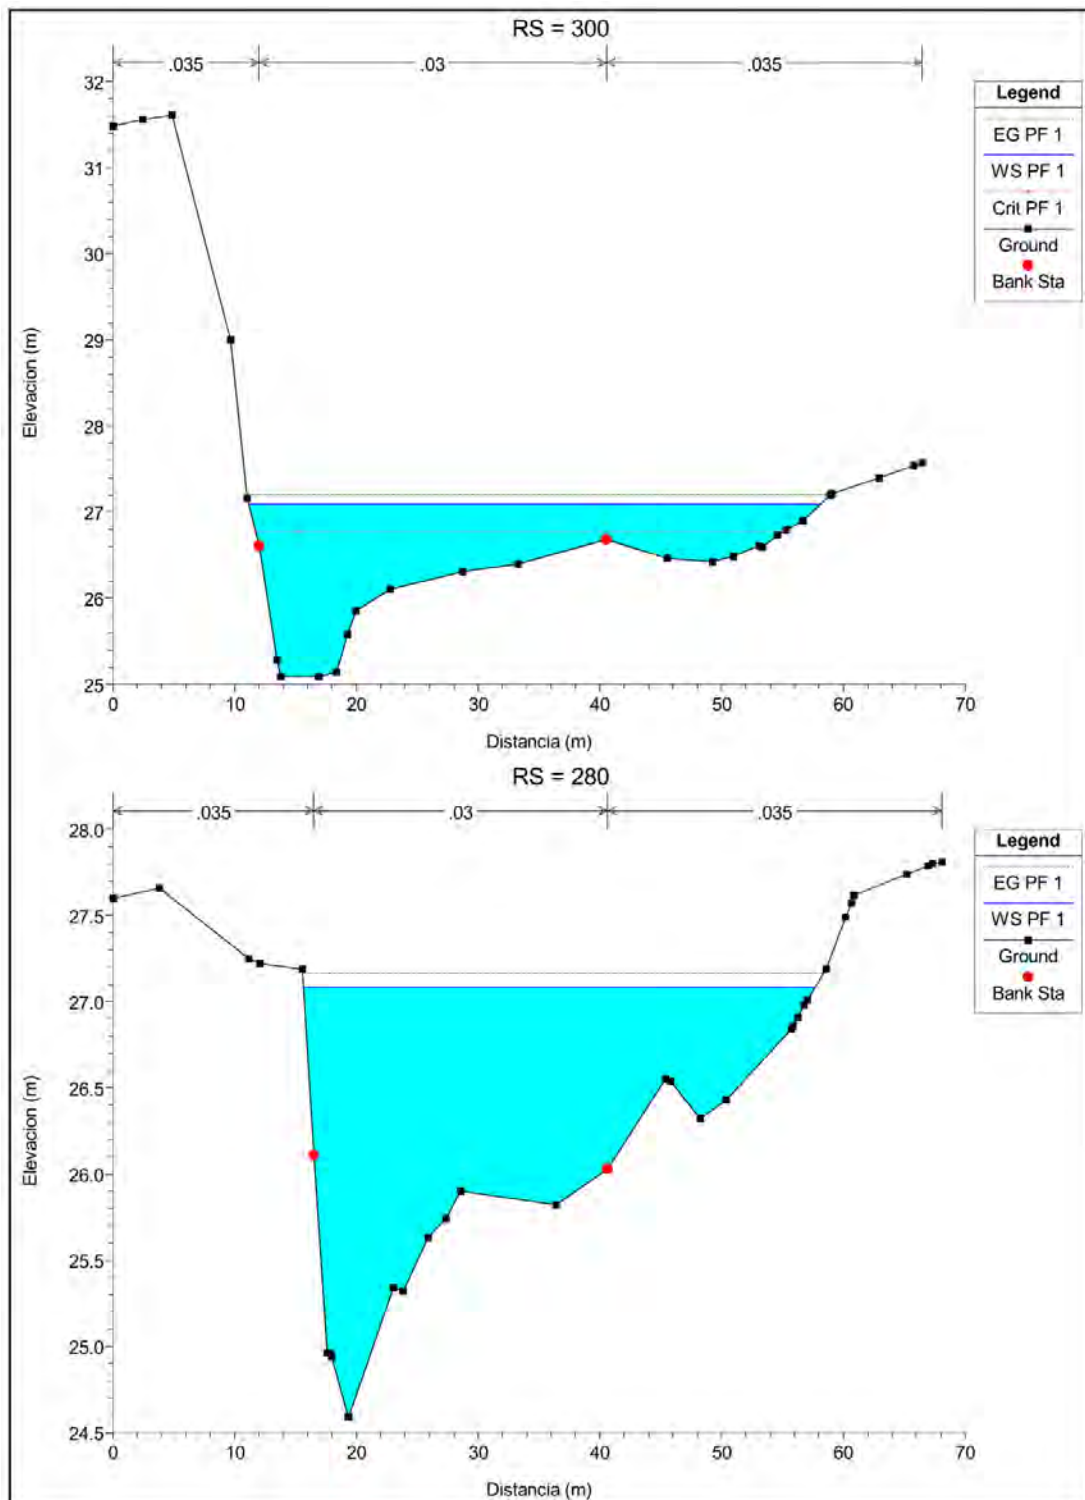 RS = 300
.035 .03 .035
32
31
30
29
28
27
26
25
Elevacion (m)
0 10 20 30 40 50 60 70
Distancia (m)
Legend
EG PF 1
WS PF 1
Crit PF 1
Ground
Bank Sta
RS = 280
.035 .03 .035
28.0
27.5
27.0
26.5
26.0
25.5
25.0
24.5
Elevacion (m)
0 10 20 30 40 50 60 70
Distancia (m)
Legend
EG PF 1
WS PF 1
Ground
Bank Sta